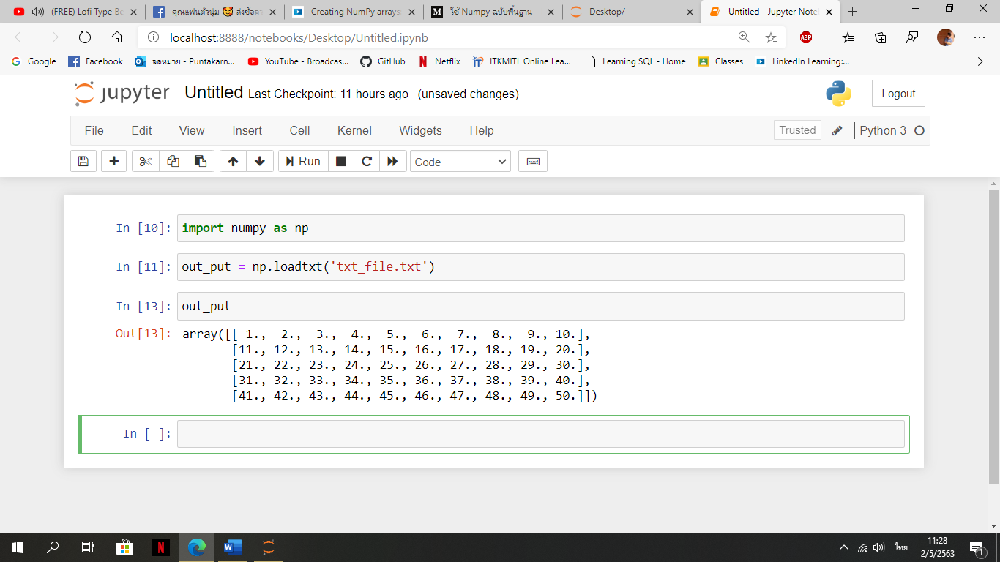 (FREE) Lofi Type Be
คุณแฟนตัวนุ่ม 🥰 ส่งข้อคว
Creating NumPy arrays:
M ใช้ Numpy ฉบับพื้นฐาน -
Desktop/
Untitled - Jupyter Note
localhost:8888/notebooks/Desktop/Untitled.ipynb
ABP
Google
Facebook
จดหมาย - Puntakarn...
YouTube - Broadcas...
GitHub
Netflix
ITKMITL Online Lea...
Learning SQL - Home
Classes
LinkedIn Learning:...
jupyter Untitled Last Checkpoint: 11 hours ago (unsaved changes)
Logout
File Edit View Insert Cell Kernel Widgets Help
Trusted
Python 3
Run
Code
In [10]: import numpy as np
In [11]: out_put = np.loadtxt('txt_file.txt')
In [13]: out_put
Out[13]: array([[ 1.,  2.,  3.,  4.,  5.,  6.,  7.,  8.,  9., 10.],
[11., 12., 13., 14., 15., 16., 17., 18., 19., 20.],
[21., 22., 23., 24., 25., 26., 27., 28., 29., 30.],
[31., 32., 33., 34., 35., 36., 37., 38., 39., 40.],
[41., 42., 43., 44., 45., 46., 47., 48., 49., 50.]])
In [ ]:
ไทย
11:28
2/5/2563
1